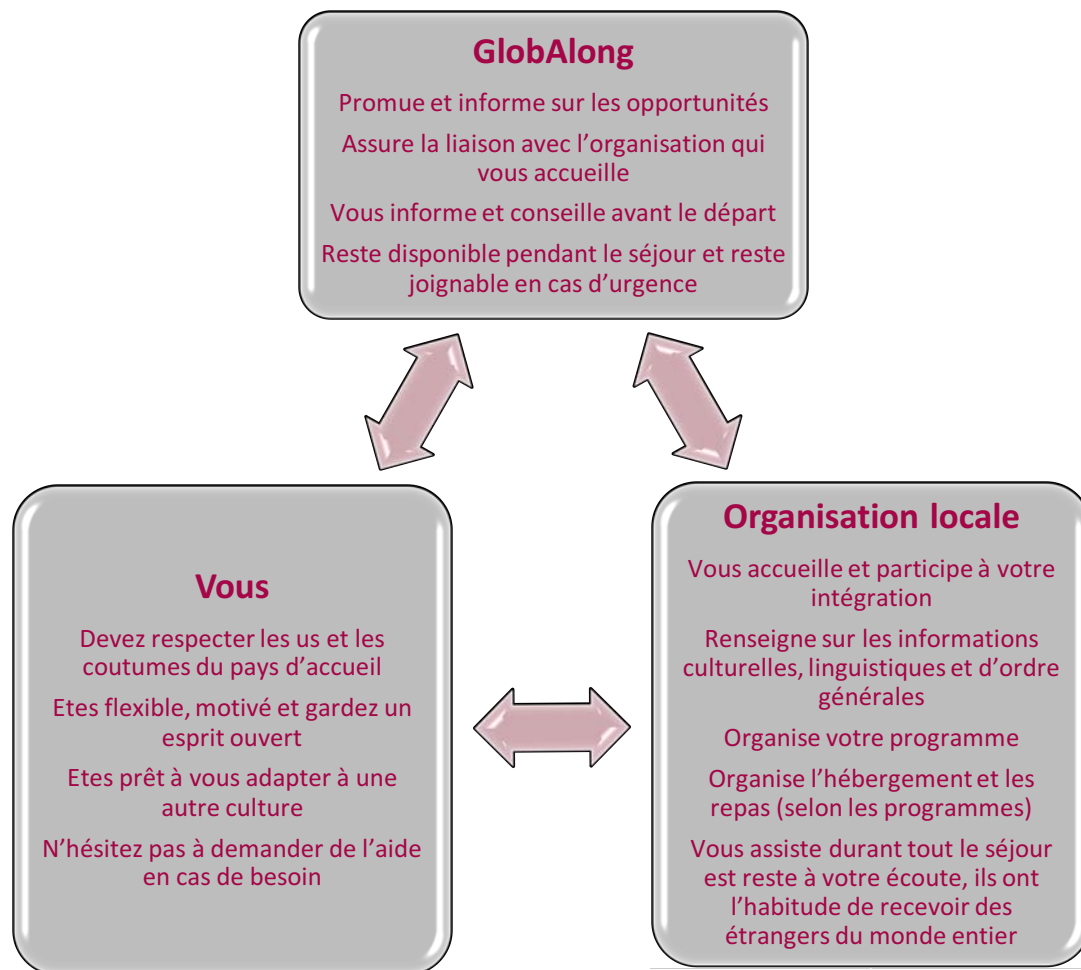 GlobAlong
Promue et informe sur les opportunités
Assure la liaison avec l’organisation qui
vous accueille
Vous informe et conseille avant le départ
Reste disponible pendant le séjour et reste
joignable en cas d’urgence
Vous
Devez respecter les us et les
coutumes du pays d’accueil
Etes flexible, motivé et gardez un
esprit ouvert
Etes prêt à vous adapter à une
autre culture
N’hésitez pas à demander de l’aide
en cas de besoin
Organisation locale
Vous accueille et participe à votre
intégration
Renseigne sur les informations
culturelles, linguistiques et d’ordre
générales
Organise votre programme
Organise l’hébergement et les
repas (selon les programmes)
Vous assiste durant tout le séjour
est reste à votre écoute, ils ont
l’habitude de recevoir des
étrangers du monde entier